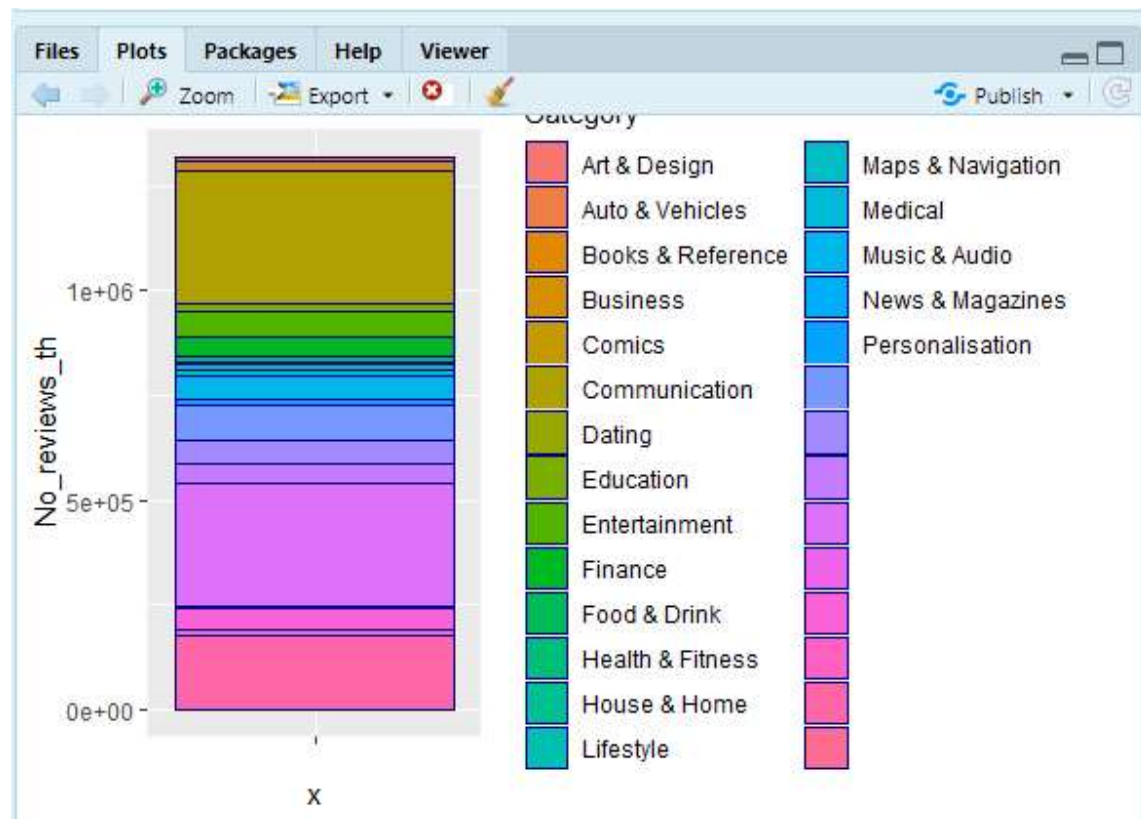 Files Plots Packages Help Viewer
Zoom Export Publish
Category
No_reviews_th
1e+06
5e+05
0e+00
x
Art & Design
Auto & Vehicles
Books & Reference
Business
Comics
Communication
Dating
Education
Entertainment
Finance
Food & Drink
Health & Fitness
House & Home
Lifestyle
Maps & Navigation
Medical
Music & Audio
News & Magazines
Personalisation